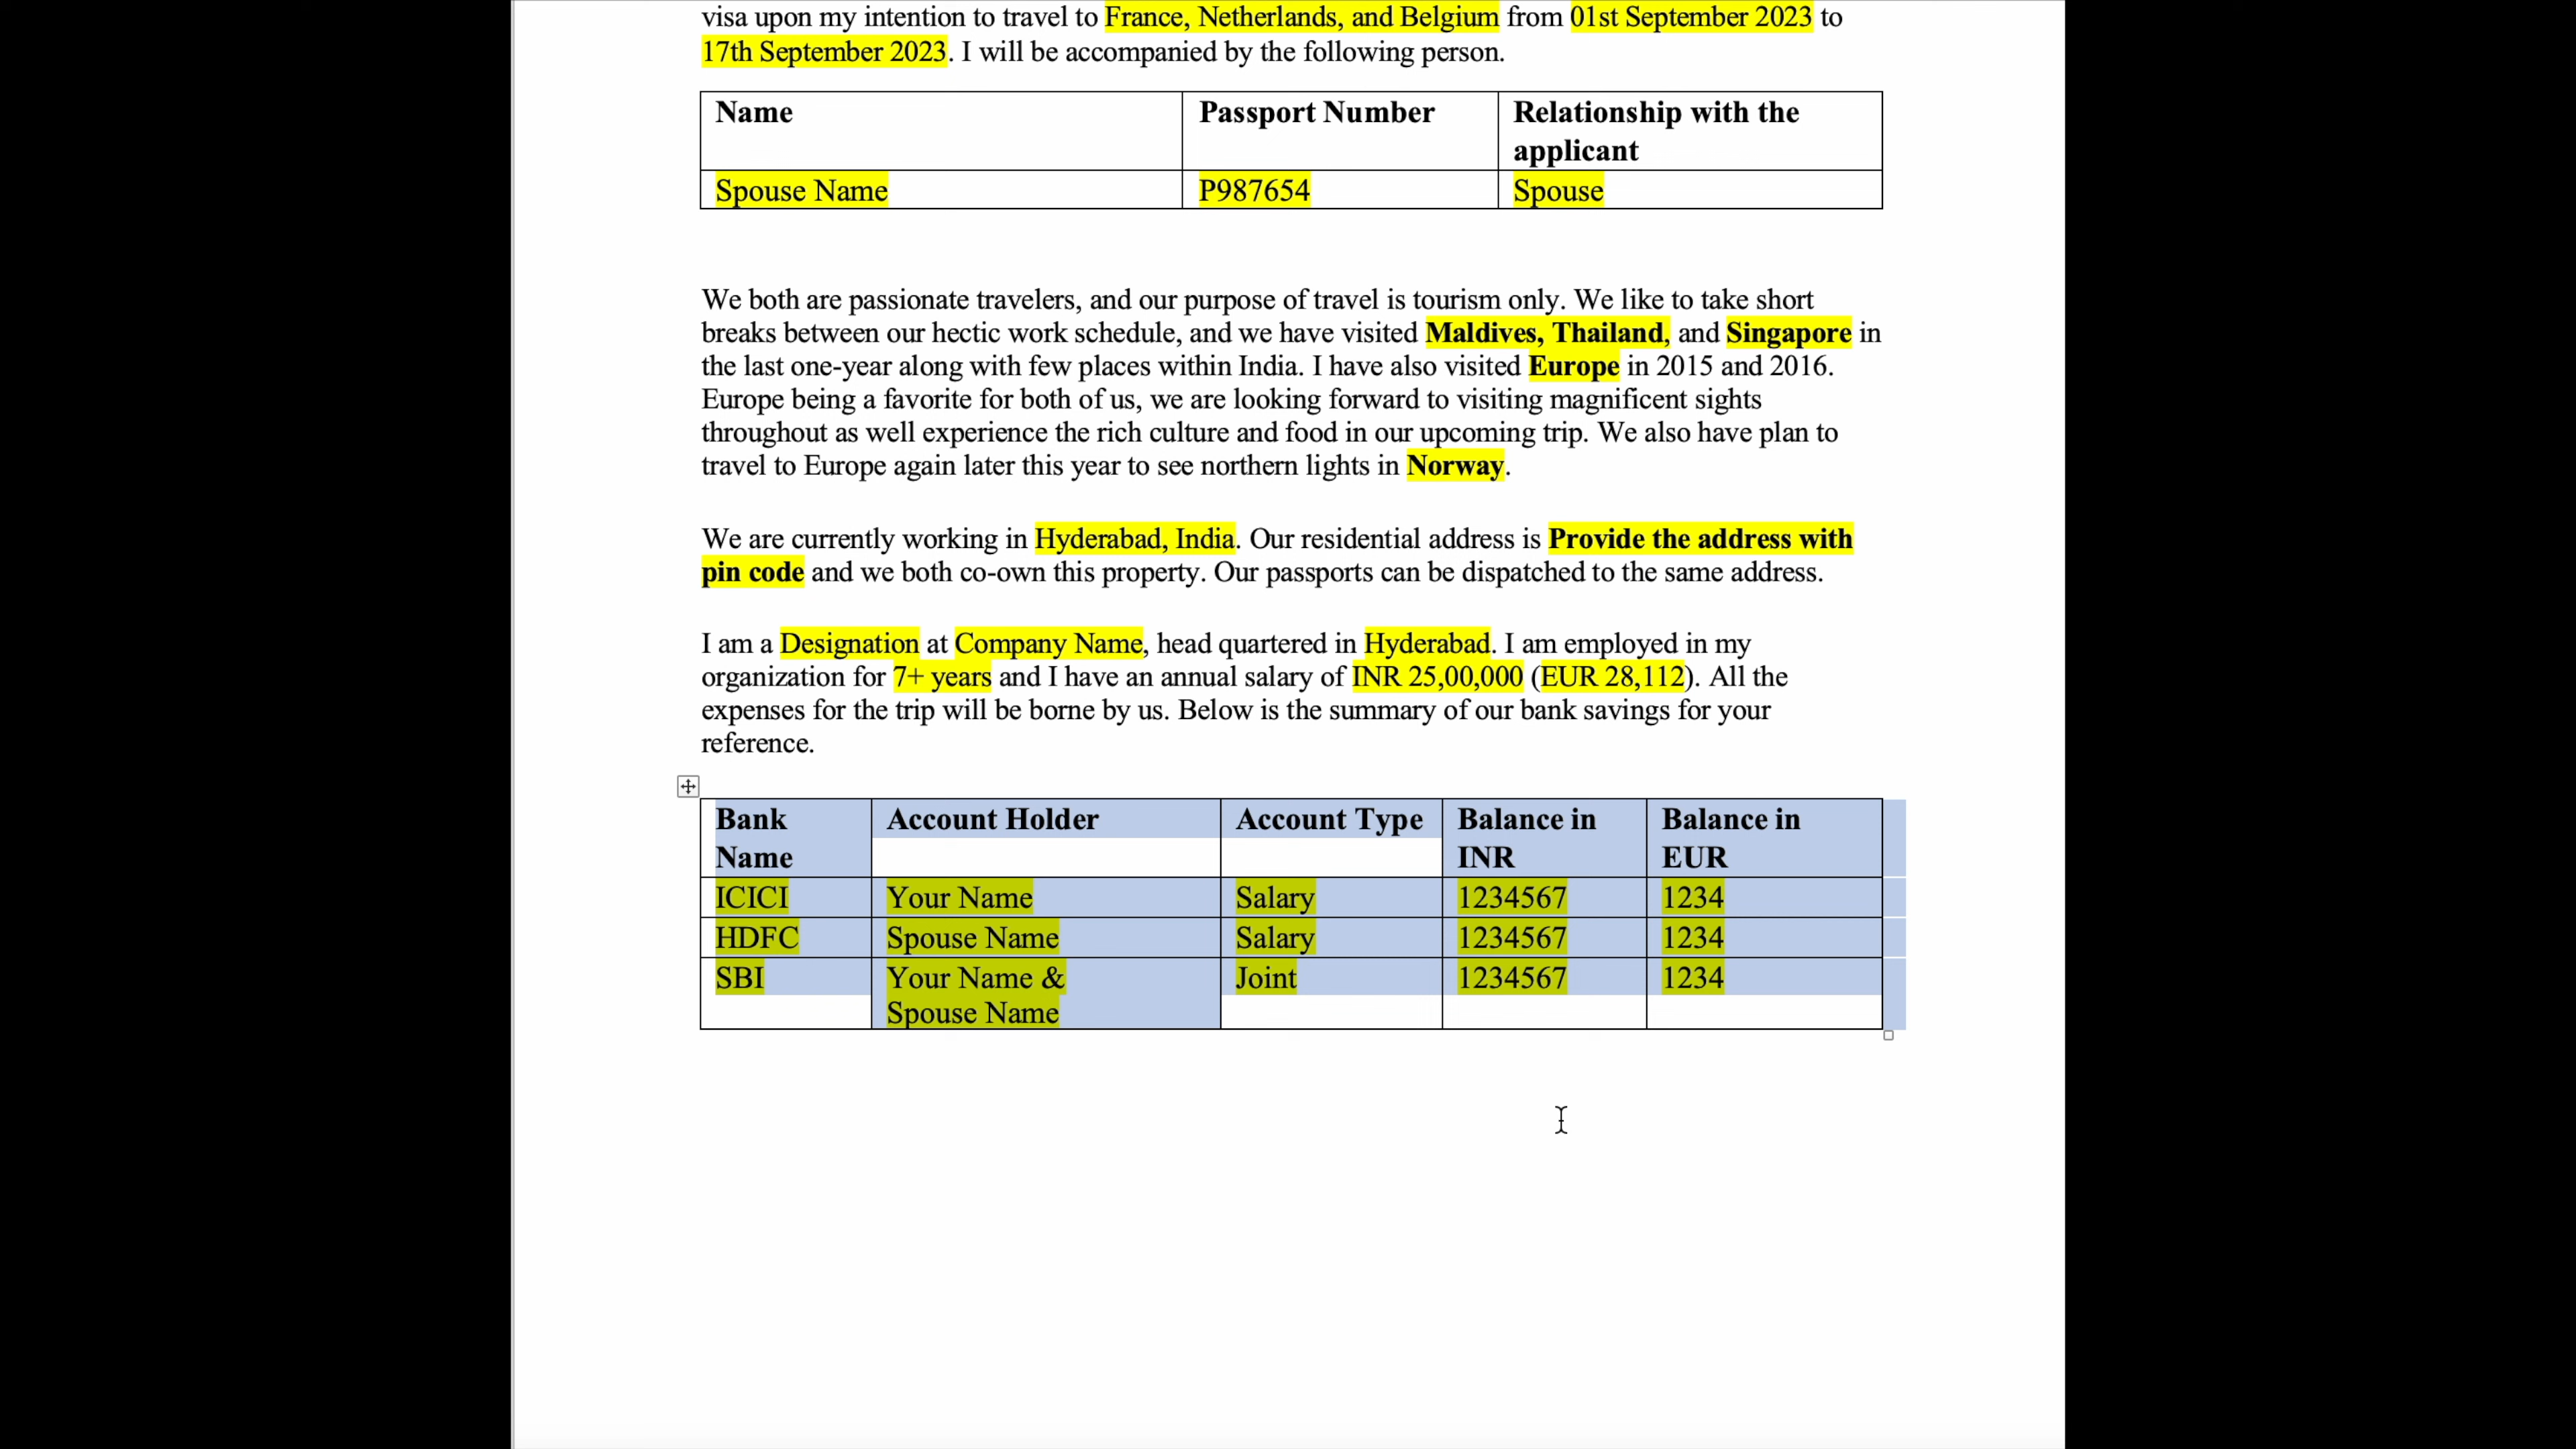 visa upon my intention to travel to France, Netherlands, and Belgium from 01st September 2023 to
17th September 2023. I will be accompanied by the following person.
Name Passport Number Relationship with the
applicant
Spouse Name P987654 Spouse
We both are passionate travelers, and our purpose of travel is tourism only. We like to take short
breaks between our hectic work schedule, and we have visited Maldives, Thailand, and Singapore in
the last one-year along with few places within India. I have also visited Europe in 2015 and 2016.
Europe being a favorite for both of us, we are looking forward to visiting magnificent sights
throughout as well experience the rich culture and food in our upcoming trip. We also have plan to
travel to Europe again later this year to see northern lights in Norway.
We are currently working in Hyderabad, India. Our residential address is Provide the address with
pin code and we both co-own this property. Our passports can be dispatched to the same address.
I am a Designation at Company Name, head quartered in Hyderabad. I am employed in my
organization for 7+ years and I have an annual salary of INR 25,00,000 (EUR 28,112). All the
expenses for the trip will be borne by us. Below is the summary of our bank savings for your
reference.
Bank Account Holder Account Type Balance in Balance in
Name INR EUR
ICICI Your Name Salary 1234567 1234
HDFC Spouse Name Salary 1234567 1234
SBI Your Name & Joint 1234567 1234
Spouse Name